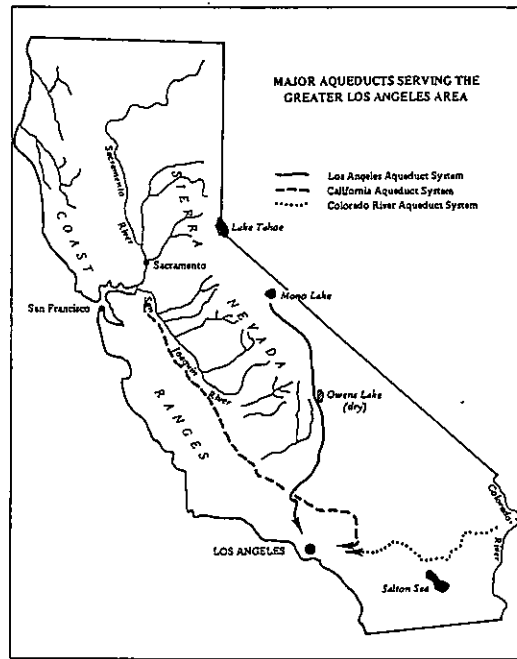 MAJOR AQUEDUCTS SERVING THE
GREATER LOS ANGELES AREA
Los Angeles Aqueduct System
California Aqueduct System
Colorado River Aqueduct System
COAST
RANGES
SIERRA
NEVADA
Sacramento
River
Lake Tahoe
Sacramento
San Francisco
Mono Lake
San
Joaquin
River
Owens Lake
(dry)
Colorado
River
LOS ANGELES
Salton Sea